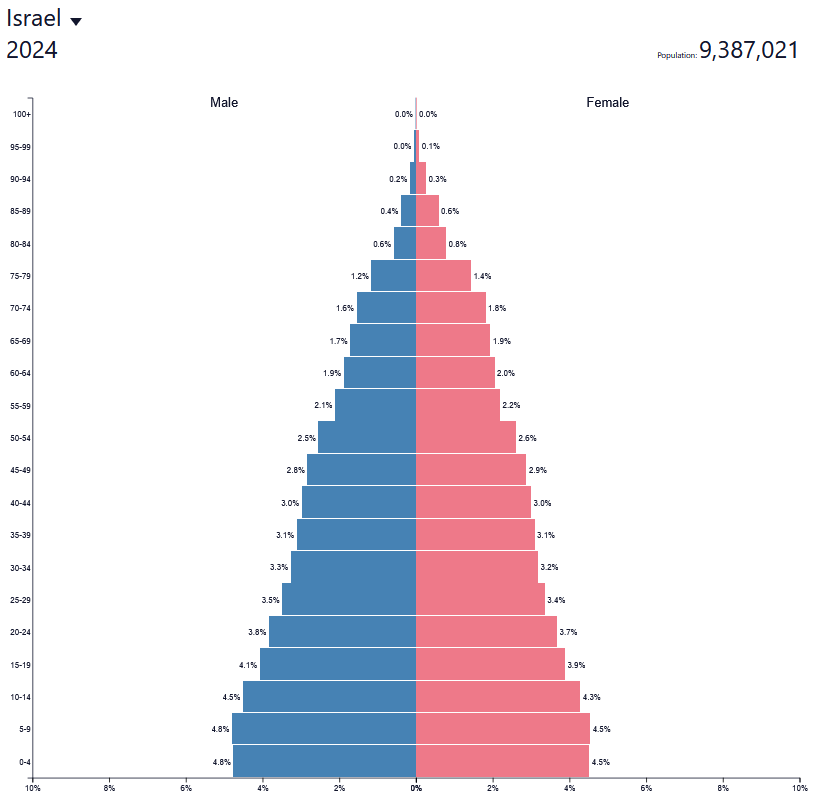 Israel
2024
Population: 9,387,021
Male Female
100+ 0.0% 0.0%
95-99 0.0% 0.1%
90-94 0.2% 0.3%
85-89 0.4% 0.6%
80-84 0.6% 0.8%
75-79 1.2% 1.4%
70-74 1.6% 1.8%
65-69 1.7% 1.9%
60-64 1.9% 2.0%
55-59 2.1% 2.2%
50-54 2.5% 2.6%
45-49 2.8% 2.9%
40-44 3.0% 3.0%
35-39 3.1% 3.1%
30-34 3.3% 3.2%
25-29 3.5% 3.4%
20-24 3.8% 3.7%
15-19 4.1% 3.9%
10-14 4.5% 4.3%
5-9 4.8% 4.5%
0-4 4.8% 4.5%
10% 8% 6% 4% 2% 0% 2% 4% 6% 8% 10%